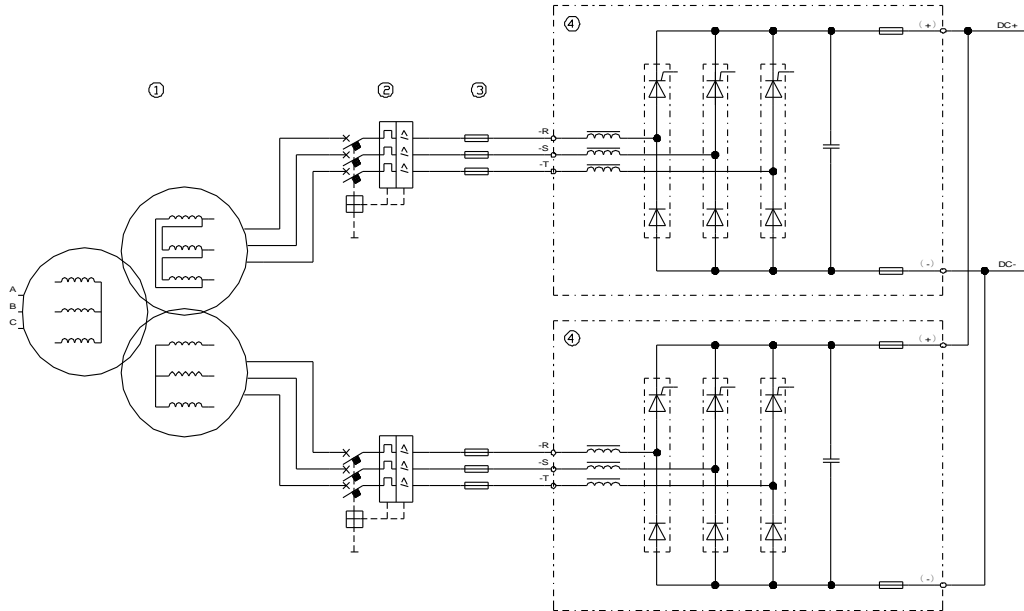 ④
(+)
DC+
①
②
③
-R
-S
-T
A
B
C
(-)
DC-
④
(+)
-R
-S
-T
(-)